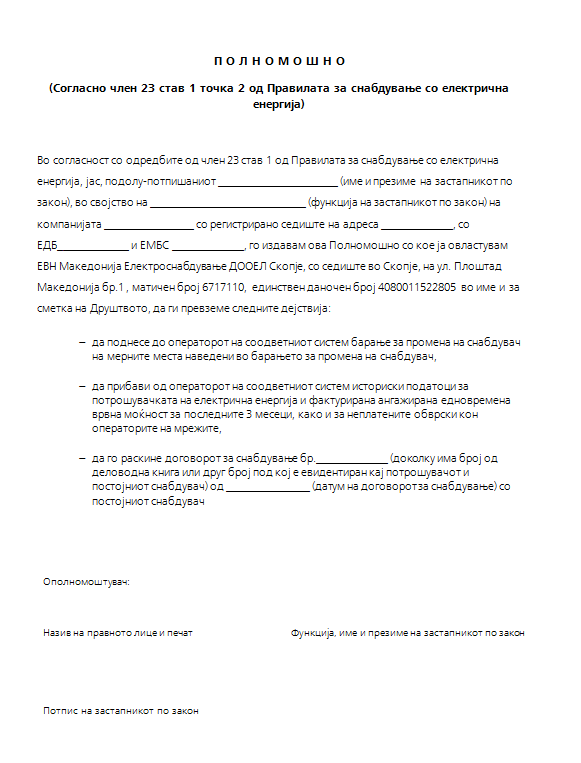 П О Л Н О М О Ш Н О
(Согласно член 23 став 1 точка 2 од Правилата за снабдување со електрична
енергија)
Во согласност со одредбите од член 23 став 1 од Правилата за снабдување со електрична
енергија, јас, подолу-потпишаниот ____________________ (име и презиме на застапникот по
закон), во својство на __________________________ (функција на застапникот по закон) на
компанијата _______________ со регистрирано седиште на адреса ____________, со
ЕДБ____________ и ЕМБС ____________, го издавам ова Полномошно со кое ја овластувам
ЕВН Македонија Електроснабдување ДООЕЛ Скопје, со седиште во Скопје, на ул. Плоштад
Македонија бр.1 , матичен број 6717110, единствен даночен број 4080011522805 во име и за
сметка на Друштвото, да ги превземе следните дејствија:
– да поднесе до операторот на соодветниот систем барање за промена на снабдувач
на мерните места наведени во барањето за промена на снабдувач,
– да прибави од операторот на соодветниот систем историски податоци за
потрошувачката на електрична енергија и фактурирана ангажирана едновремена
врвна моќност за последните 3 месеци, како и за неплатените обврски кон
операторите на мрежите,
– да го раскине договорот за снабдување бр.____________ (доколку има број од
деловодна книга или друг број под кој е евидентиран кај потрошувачот и
постојниот снабдувач) од ______________ (датум на договорот за снабдување) со
постојниот снабдувач
Ополномоштувач:
Назив на правното лице и печат Функција, име и презиме на застапникот по закон
Потпис на застапникот по закон